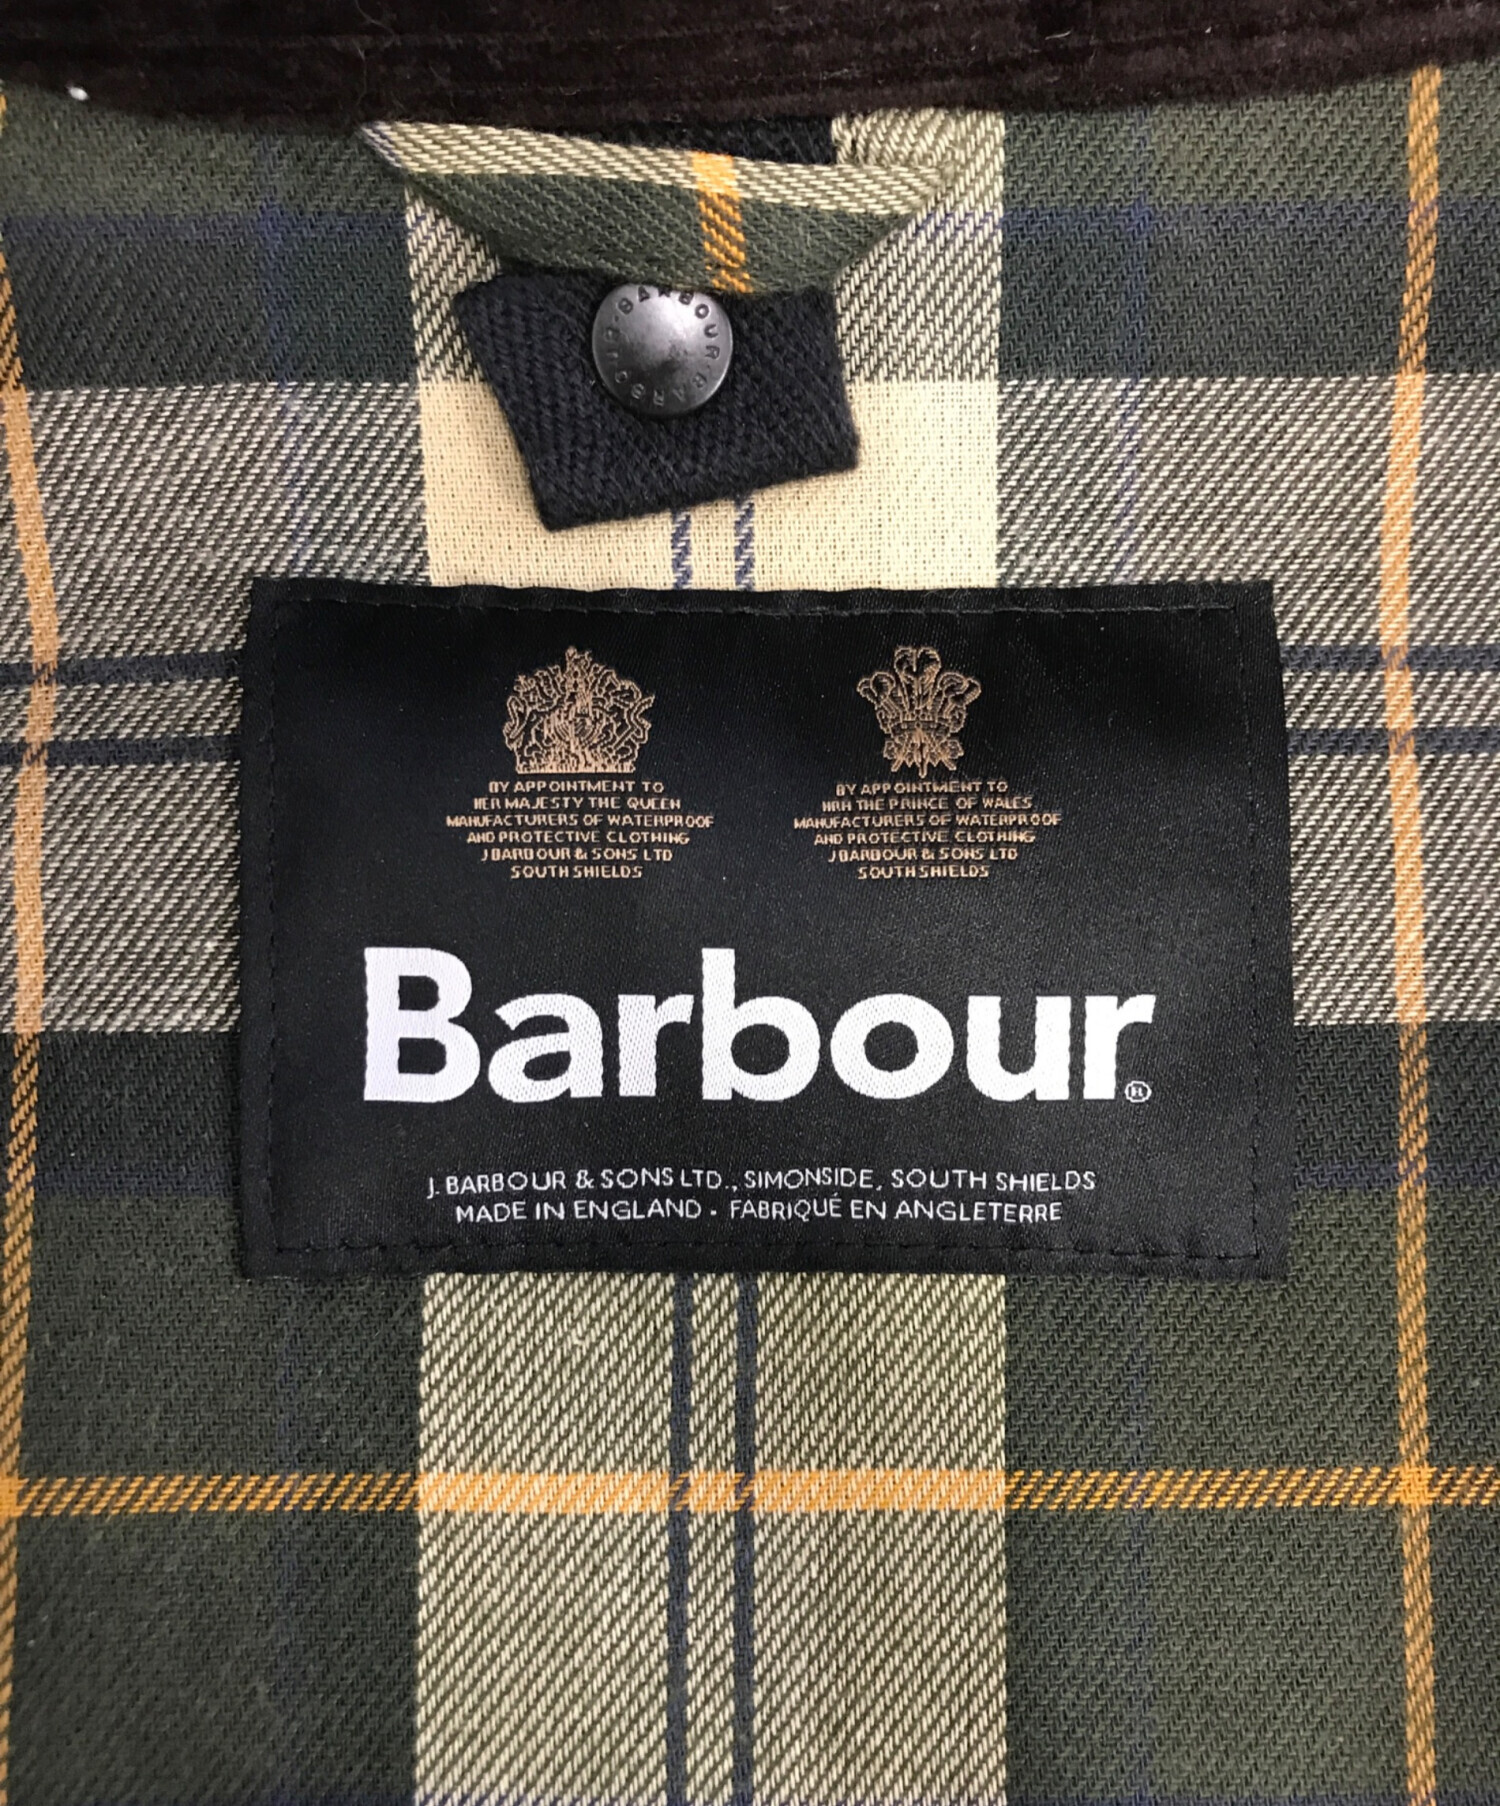 BARBOUR · BARBOUR ·
BY APPOINTMENT TO
HER MAJESTY THE QUEEN
MANUFACTURERS OF WATERPROOF
AND PROTECTIVE CLOTHING
J BARBOUR & SONS LTD
SOUTH SHIELDS
BY APPOINTMENT TO
HRH THE PRINCE OF WALES
MANUFACTURERS OF WATERPROOF
AND PROTECTIVE CLOTHING
J BARBOUR & SONS LTD
SOUTH SHIELDS
Barbour®
J. BARBOUR & SONS LTD., SIMONSIDE, SOUTH SHIELDS
MADE IN ENGLAND · FABRIQUÉ EN ANGLETERRE